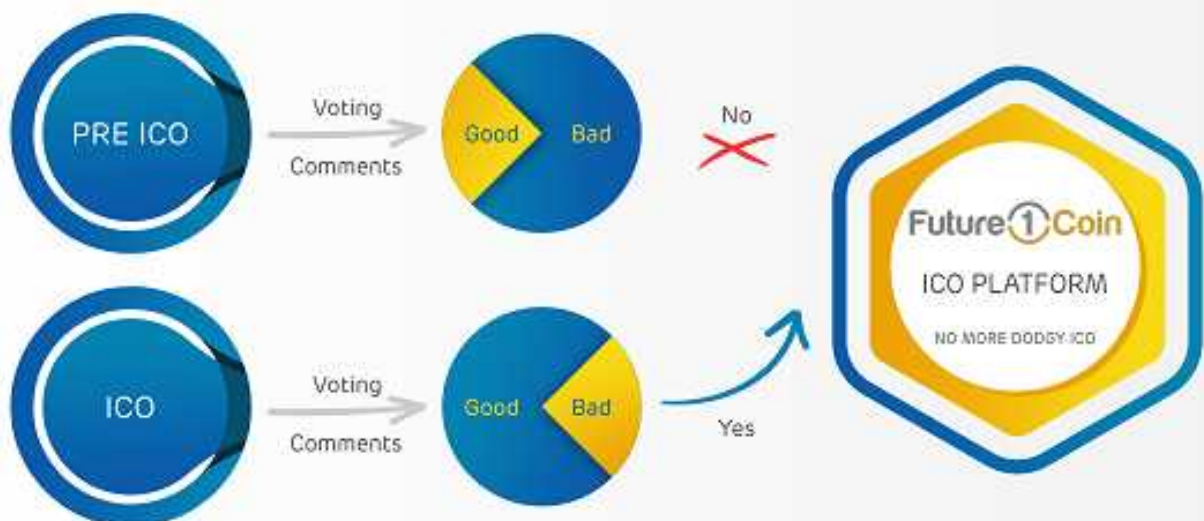 PRE ICO
Voting
Comments
Good
Bad
No
Future1Coin
ICO PLATFORM
NO MORE DODGY ICO
ICO
Voting
Comments
Good
Bad
Yes